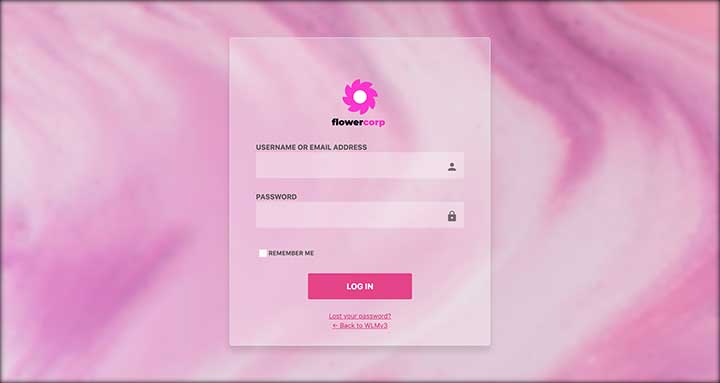 flowercorp
USERNAME OR EMAIL ADDRESS
PASSWORD
REMEMBER ME
LOG IN
Lost your password?
← Back to WLMv3